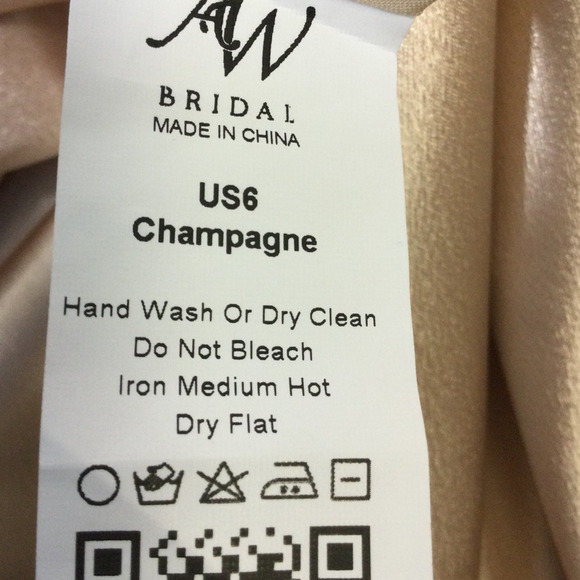 AW
BRIDAL
MADE IN CHINA
US6
Champagne
Hand Wash Or Dry Clean
Do Not Bleach
Iron Medium Hot
Dry Flat